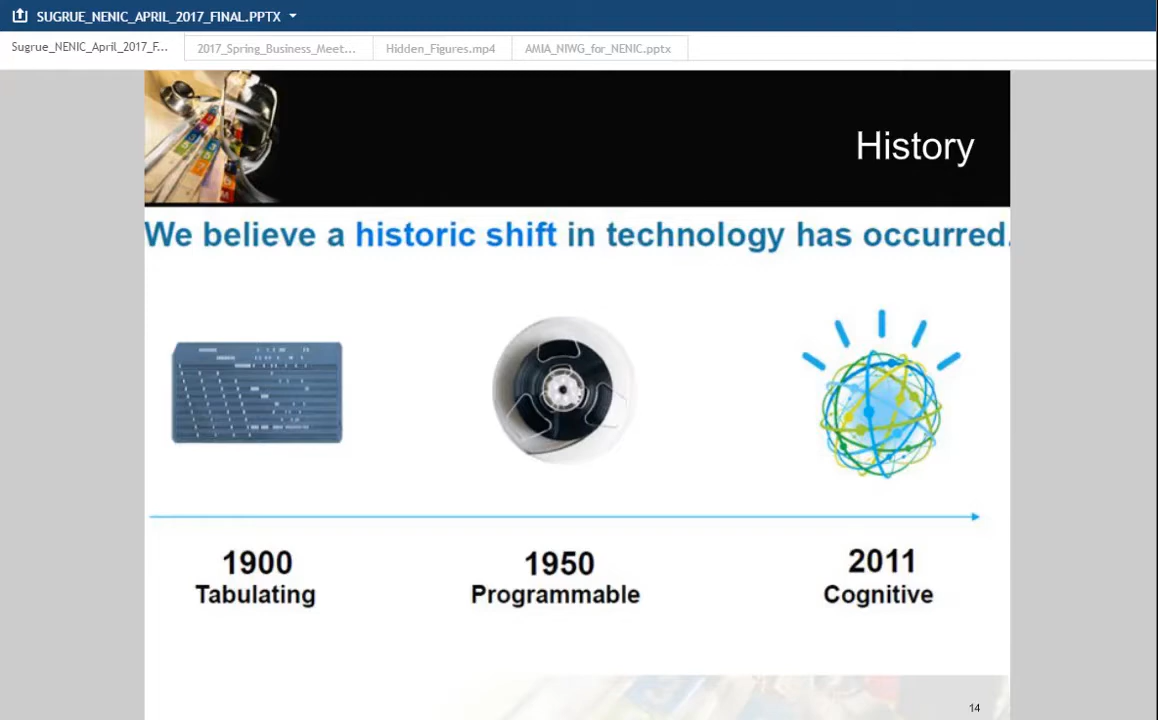 SUGRUE_NENIC_APRIL_2017_FINAL.PPTX
Sugrue_NENIC_April_2017_F... 2017_Spring_Business_Meet... Hidden_Figures.mp4 AMIA_NIWG_for_NENIC.pptx
History
We believe a historic shift in technology has occurred.
1900 1950 2011
Tabulating Programmable Cognitive
14